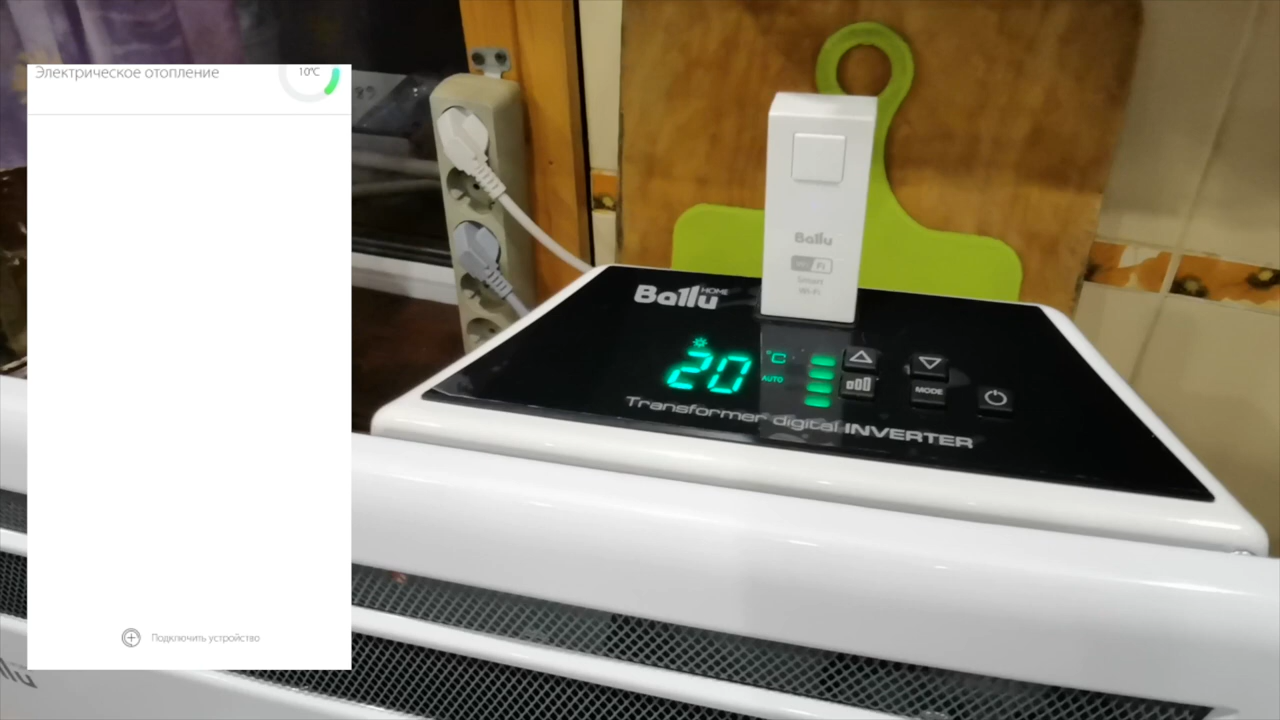 Электрическое отопление
10°C
Подключить устройство
Ballu
Wi Fi
Smart
Wi-Fi
Ballu HOME
20 °C
AUTO
MODE
Transformer digital INVERTER
llu